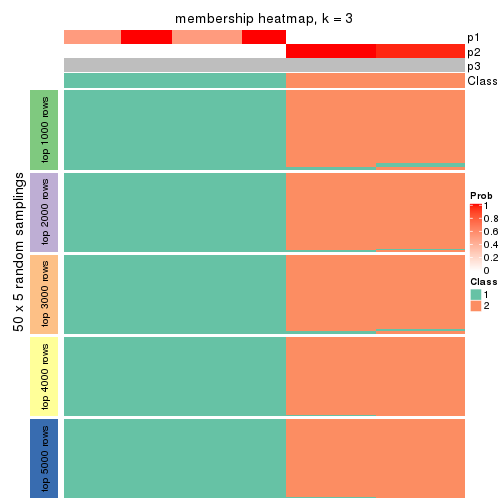 membership heatmap, k = 3
p1
p2
p3
Class
50 x 5 random samplings
top 1000 rows
top 2000 rows
top 3000 rows
top 4000 rows
top 5000 rows
Prob
1
0.8
0.6
0.4
0.2
0
Class
1
2